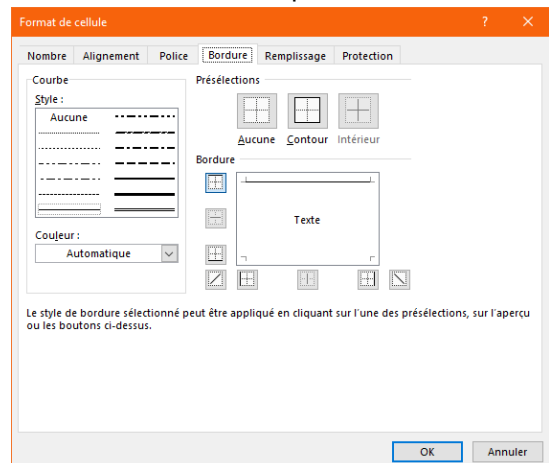 Format de cellule
Nombre Alignement Police Bordure Remplissage Protection
Courbe
Style :
Aucune
Couleur :
Automatique
Présélections
Aucune Contour Intérieur
Bordure
Texte
Le style de bordure sélectionné peut être appliqué en cliquant sur l'une des présélections, sur l'aperçu
ou les boutons ci-dessus.
OK Annuler